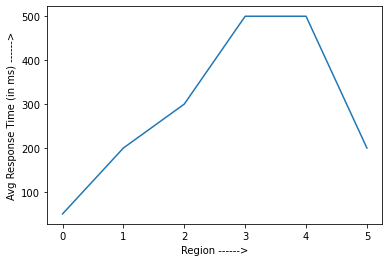 500
400
300
200
100
Avg Response Time (in ms) ------>
0 1 2 3 4 5
Region ------>